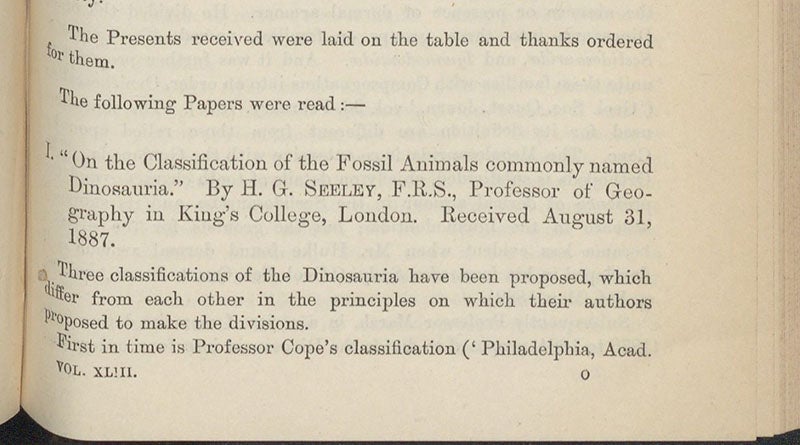 The Presents received were laid on the table and thanks ordered
for them.
The following Papers were read :—
I. “On the Classification of the Fossil Animals commonly named
Dinosauria.” By H. G. SEELEY, F.R.S., Professor of Geo-
graphy in King’s College, London. Received August 31,
1887.
Three classifications of the Dinosauria have been proposed, which
differ from each other in the principles on which their authors
proposed to make the divisions.
First in time is Professor Cope’s classification (‘ Philadelphia, Acad.
VOL. XLIII. O